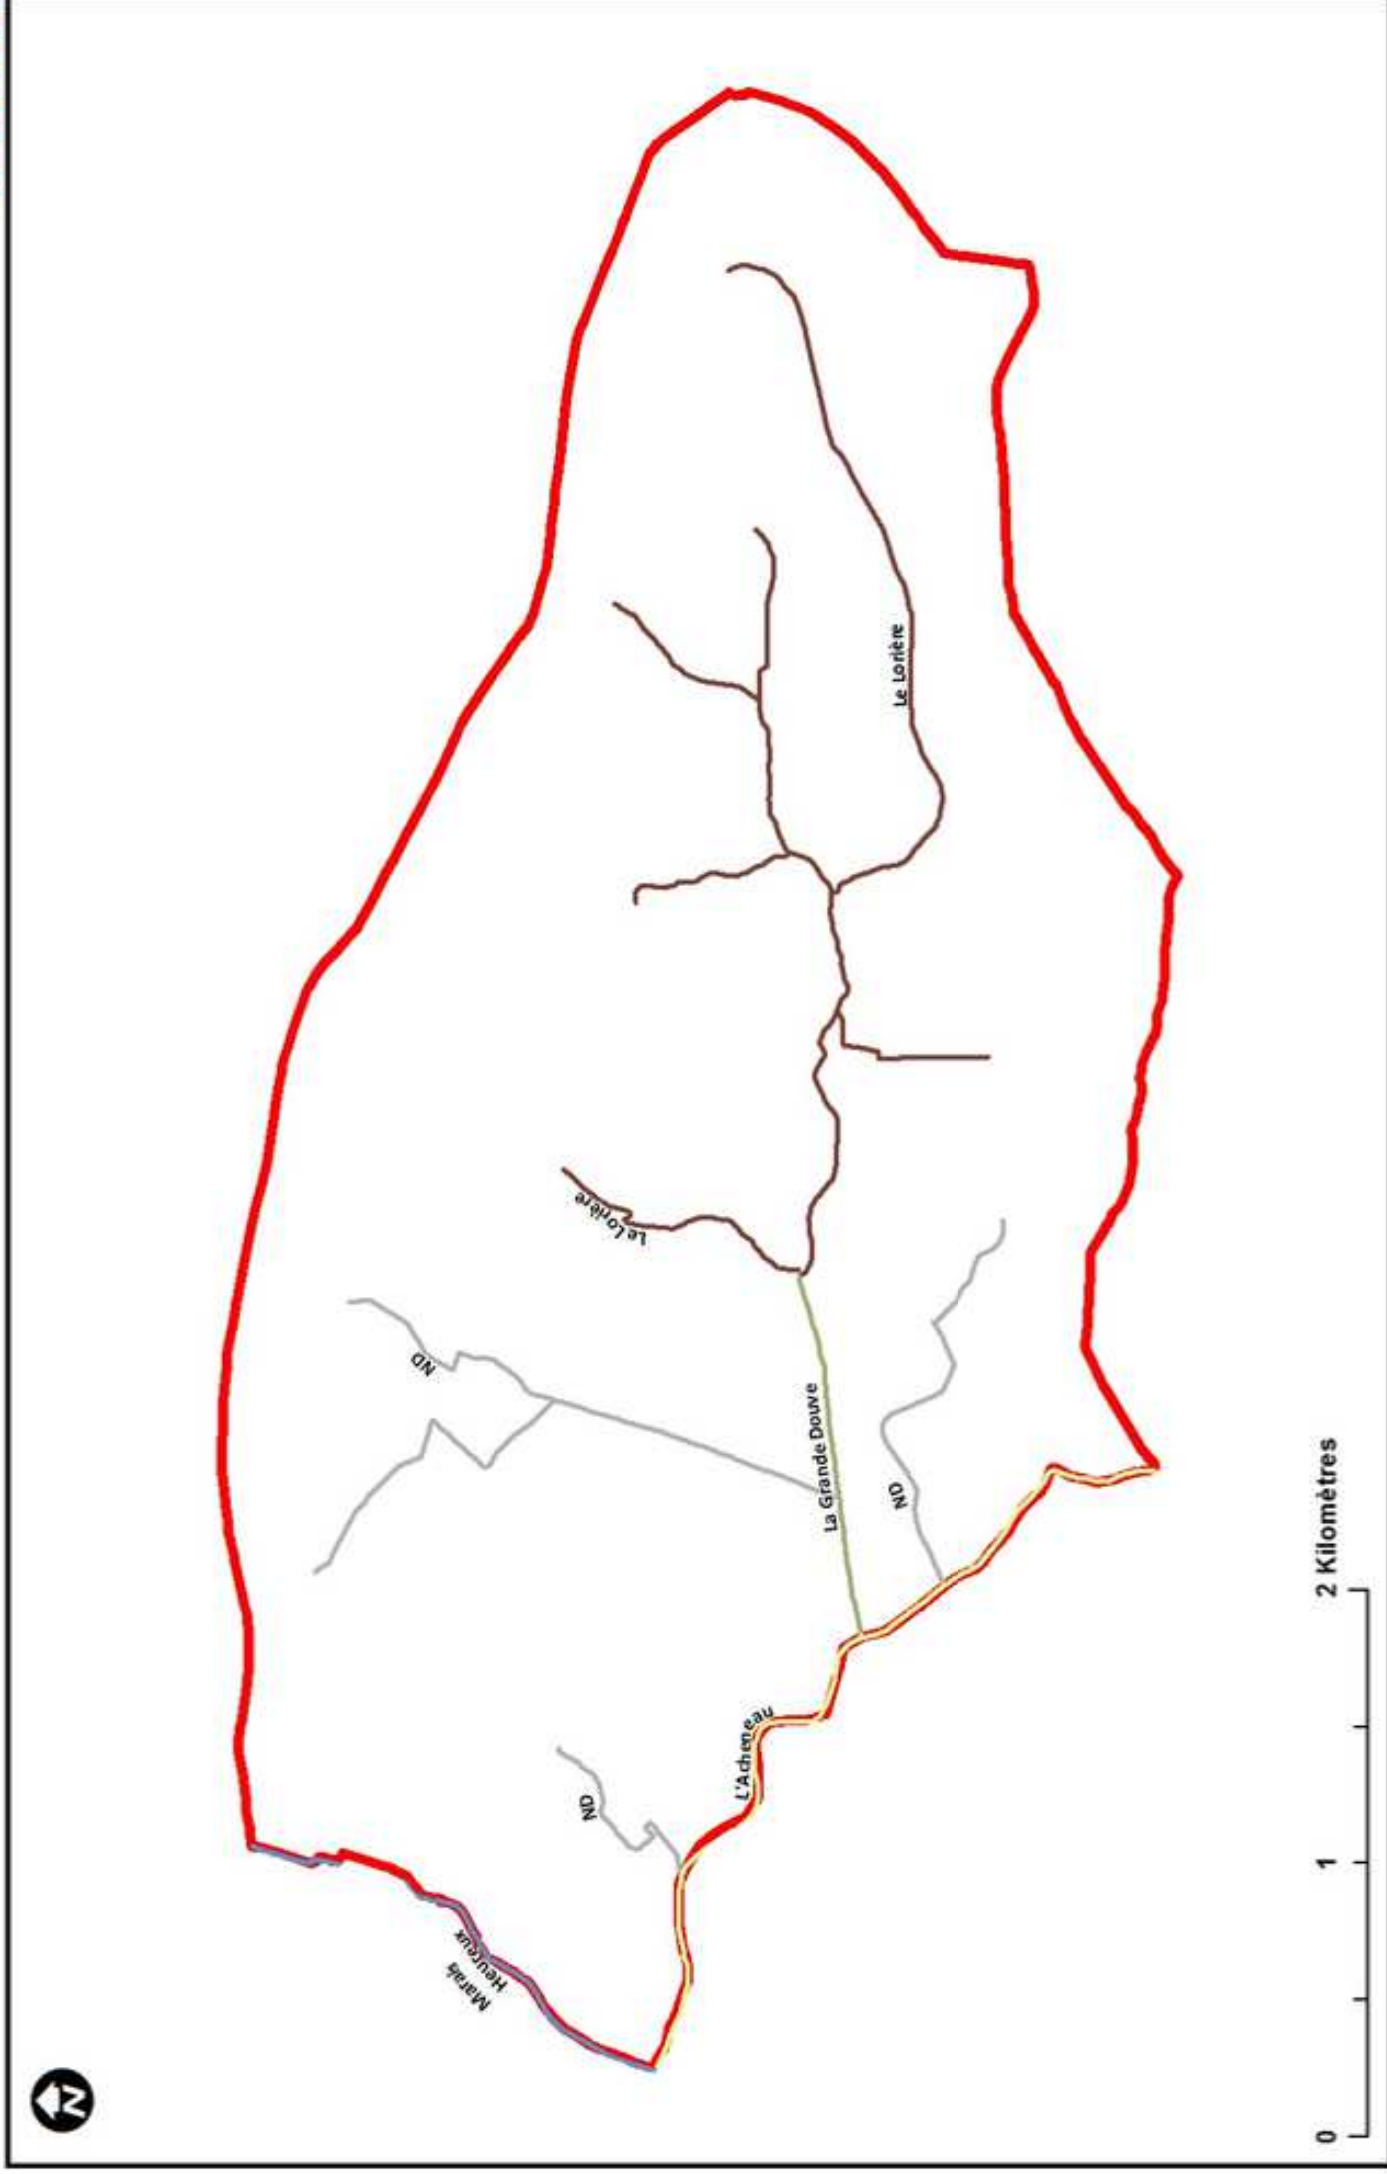 N
Marais
Heureux
ND
L'Acheneau
ND
La Grande Douve
ND
Le Lorière
Le Lorière
0
1
2 Kilomètres